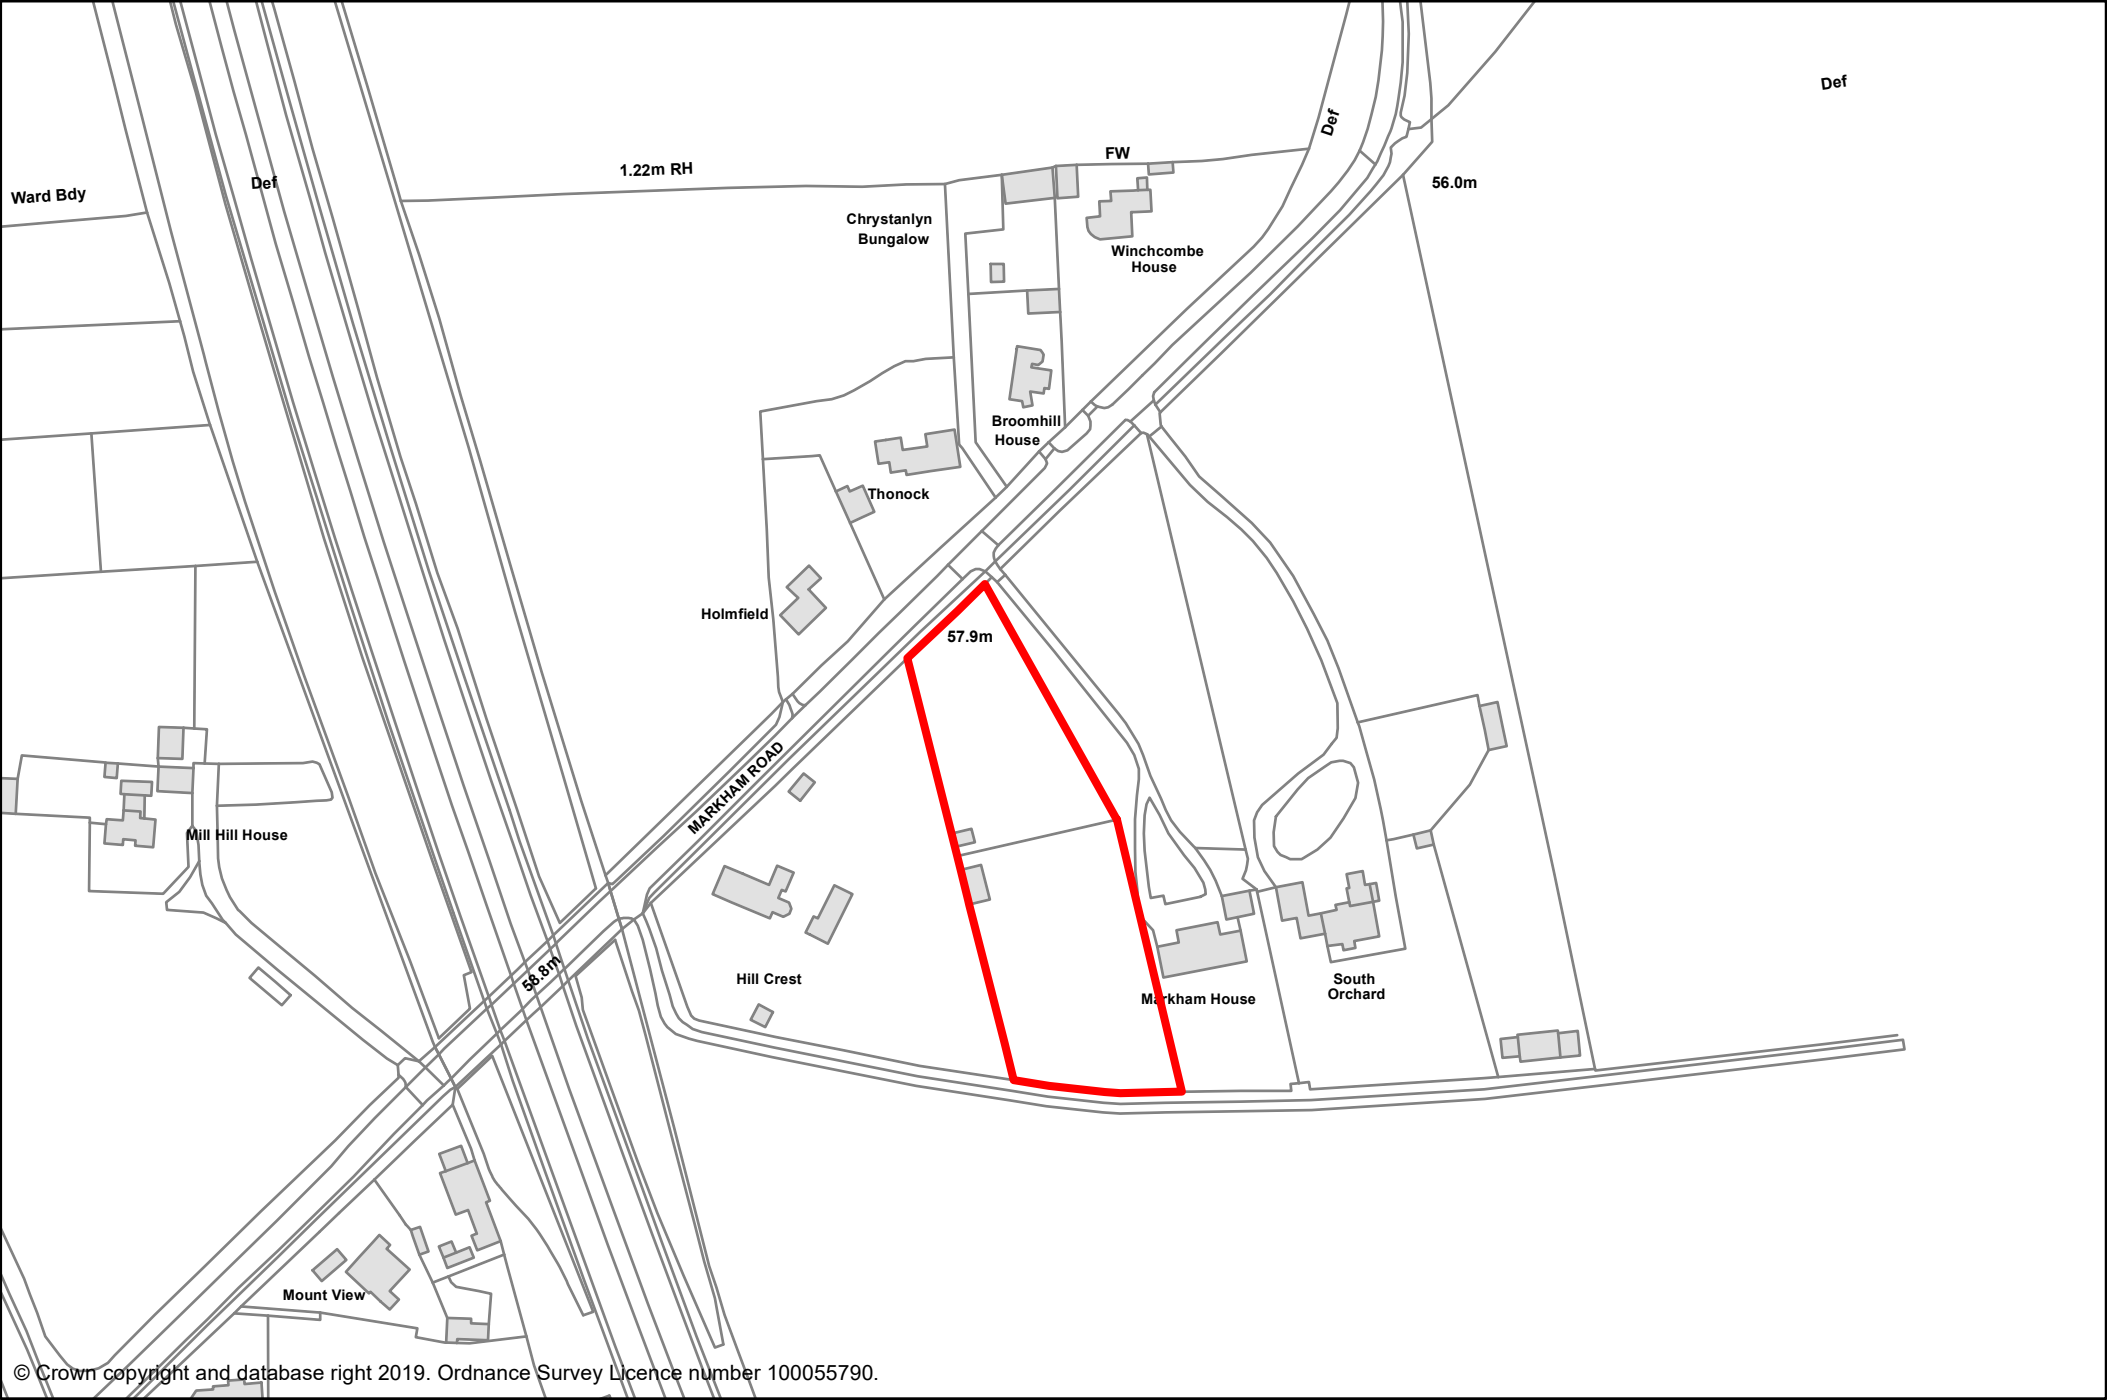 Def
Def
FW
1.22m RH
Def
56.0m
Ward Bdy
Chrystanlyn
Bungalow
Winchcombe
House
Broomhill
House
Thonock
Holmfield
57.9m
MARKHAM ROAD
Mill Hill House
58.8m
Hill Crest
Markham House
South
Orchard
Mount View
© Crown copyright and database right 2019. Ordnance Survey Licence number 100055790.